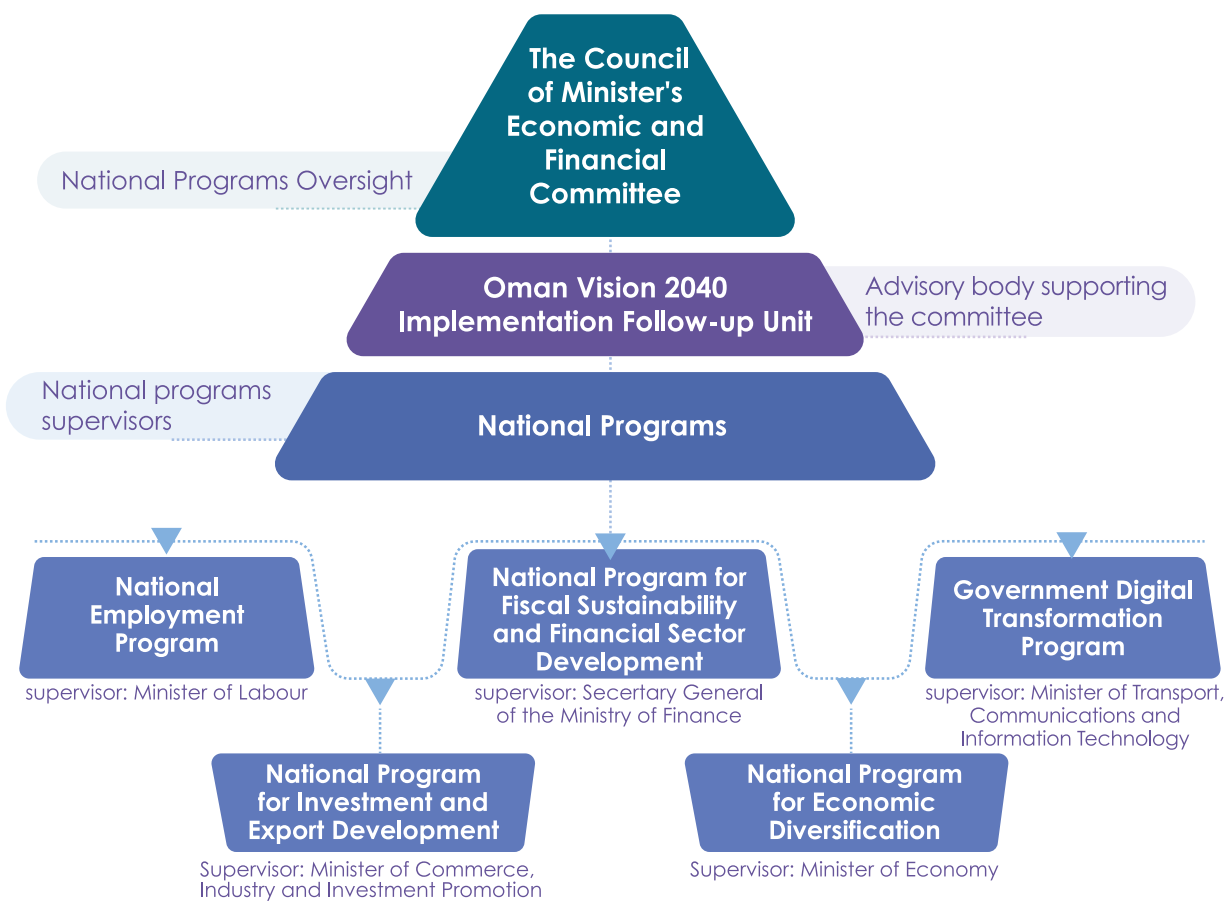 The Council
of Minister's
Economic and
Financial
Committee
National Programs Oversight
Oman Vision 2040
Implementation Follow-up Unit
Advisory body supporting
the committee
National programs
supervisors
National Programs
National
Employment
Program
supervisor: Minister of Labour
National Program for
Fiscal Sustainability
and Financial Sector
Development
supervisor: Secertary General
of the Ministry of Finance
Government Digital
Transformation
Program
supervisor: Minister of Transport,
Communications and
Information Technology
National Program
for Investment and
Export Development
Supervisor: Minister of Commerce,
Industry and Investment Promotion
National Program
for Economic
Diversification
Supervisor: Minister of Economy